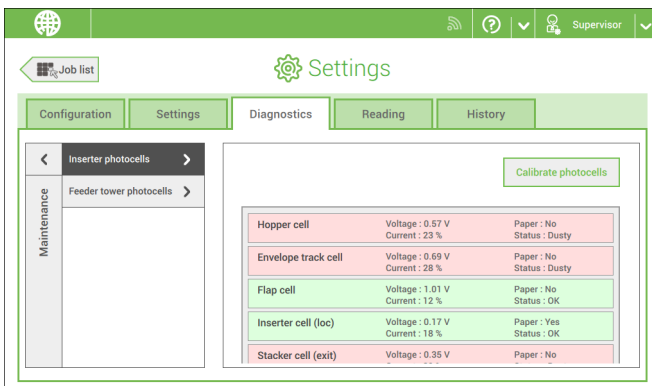 Supervisor
Job list
Settings
Configuration
Settings
Diagnostics
Reading
History
Maintenance
Inserter photocells
Feeder tower photocells
Calibrate photocells
Hopper cell Voltage : 0.57 V Paper : No
Current : 23 % Status : Dusty
Envelope track cell Voltage : 0.69 V Paper : No
Current : 28 % Status : Dusty
Flap cell Voltage : 1.01 V Paper : No
Current : 12 % Status : OK
Inserter cell (loc) Voltage : 0.17 V Paper : Yes
Current : 18 % Status : OK
Stacker cell (exit) Voltage : 0.35 V Paper : No